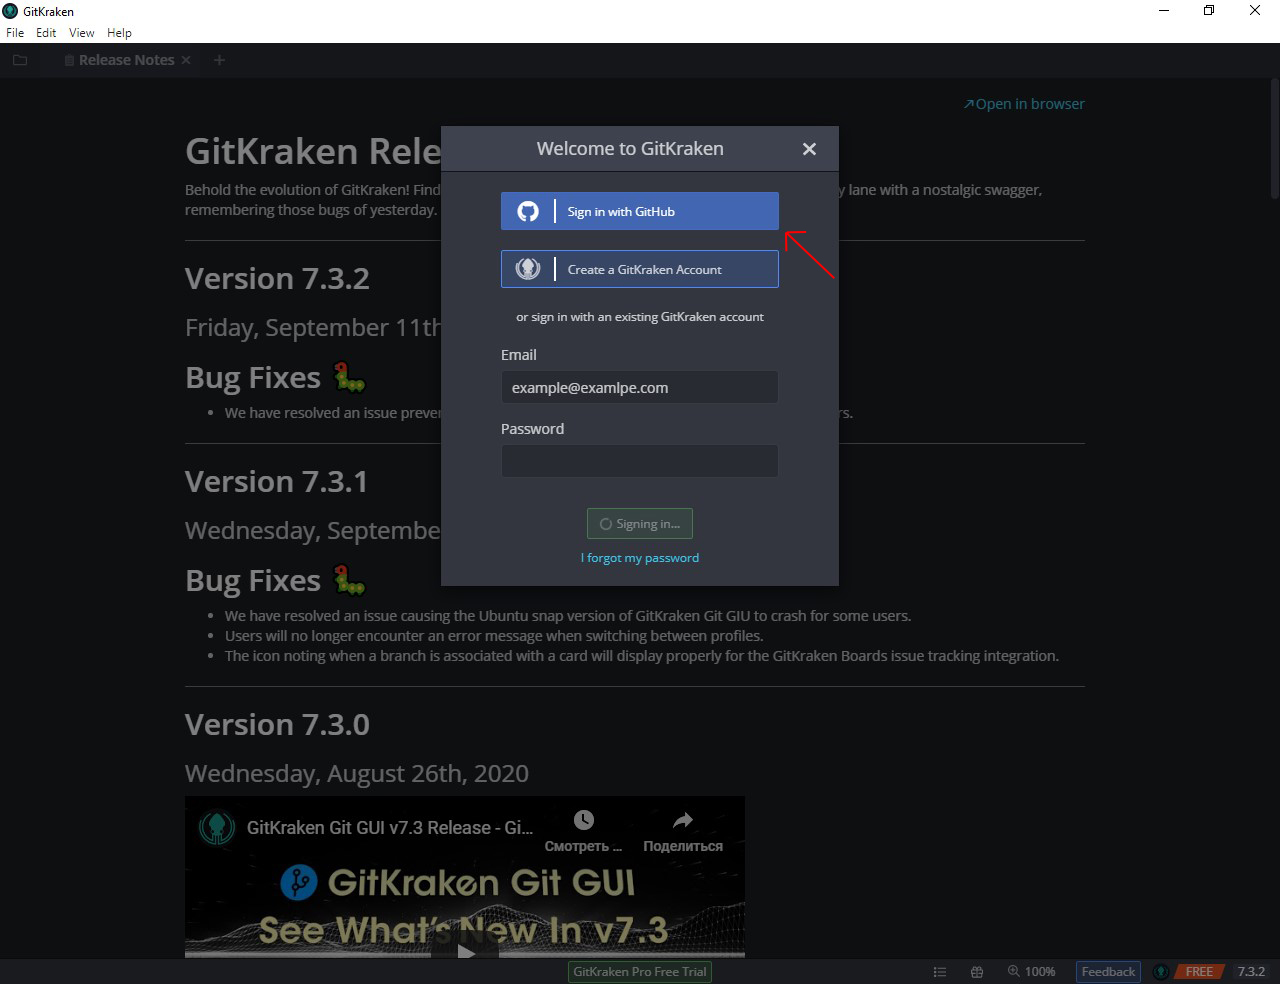 GitKraken
File Edit View Help
Release Notes
Open in browser
GitKraken Rele
Behold the evolution of GitKraken! Find
y lane with a nostalgic swagger,
remembering those bugs of yesterday.
Version 7.3.2
Friday, September 11th
Bug Fixes
We have resolved an issue preve
rs.
Version 7.3.1
Wednesday, Septembe
Bug Fixes
We have resolved an issue causing the Ubuntu snap version of GitKraken Git GIU to crash for some users.
Users will no longer encounter an error message when switching between profiles.
The icon noting when a branch is associated with a card will display properly for the GitKraken Boards issue tracking integration.
Version 7.3.0
Wednesday, August 26th, 2020
GitKraken Git GUI v7.3 Release - Gi...
Смотреть ...
Поделиться
GitKraken Git GUI
See What's New In v7.3
Welcome to GitKraken
Sign in with GitHub
Create a GitKraken Account
or sign in with an existing GitKraken account
Email
example@examlpe.com
Password
Signing in...
I forgot my password
GitKraken Pro Free Trial
100%
Feedback
FREE
7.3.2